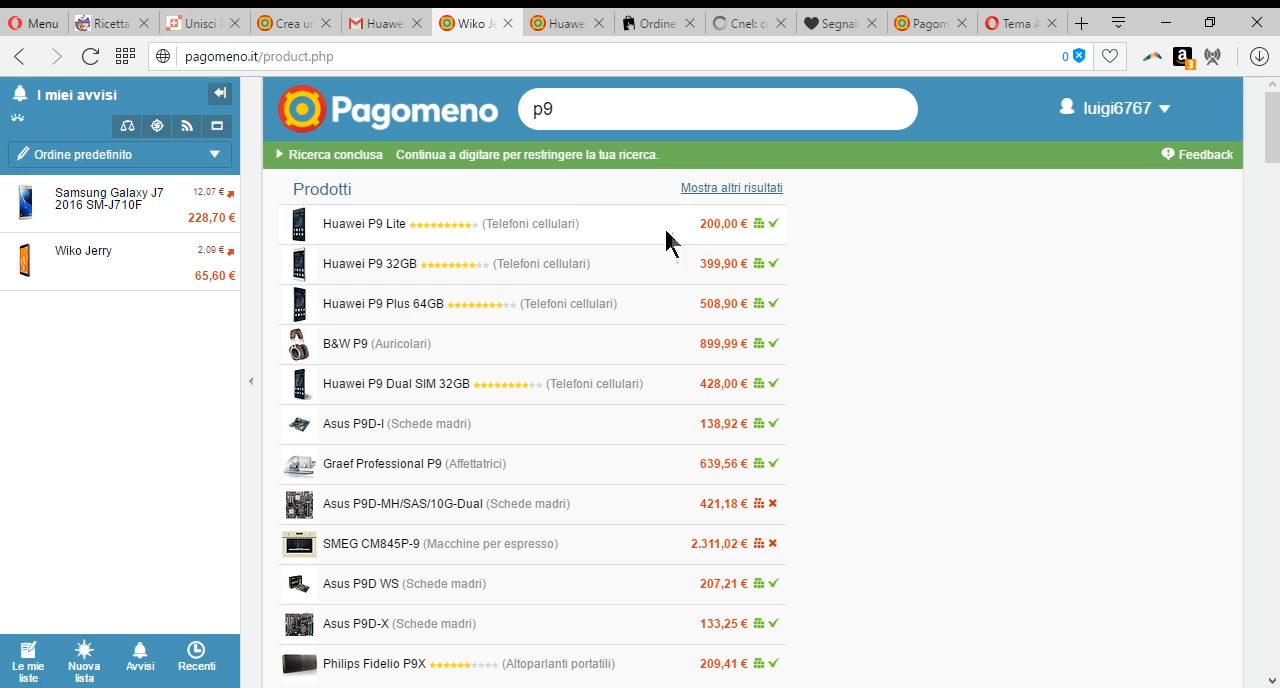 Menu
Ricetta
Unisci
Crea u
Huawe
Wiko Je
Huawe
Ordine
Cnel: c
Segnal
Pagom
Tema A
pagomeno.it/product.php
0
a
3
I miei avvisi
Ordine predefinito
Samsung Galaxy J7
2016 SM-J710F
12,07 €
228,70 €
Wiko Jerry
2,09 €
65,60 €
Le mie
liste
Nuova
lista
Avvisi
Recenti
Pagomeno
p9
luigi6767
Ricerca conclusa Continua a digitare per restringere la tua ricerca.
Feedback
Prodotti
Mostra altri risultati
Huawei P9 Lite (Telefoni cellulari) 200,00 €
Huawei P9 32GB (Telefoni cellulari) 399,90 €
Huawei P9 Plus 64GB (Telefoni cellulari) 508,90 €
B&W P9 (Auricolari) 899,99 €
Huawei P9 Dual SIM 32GB (Telefoni cellulari) 428,00 €
Asus P9D-I (Schede madri) 138,92 €
Graef Professional P9 (Affettatrici) 639,56 €
Asus P9D-MH/SAS/10G-Dual (Schede madri) 421,18 €
SMEG CM845P-9 (Macchine per espresso) 2.311,02 €
Asus P9D WS (Schede madri) 207,21 €
Asus P9D-X (Schede madri) 133,25 €
Philips Fidelio P9X (Altoparlanti portatili) 209,41 €